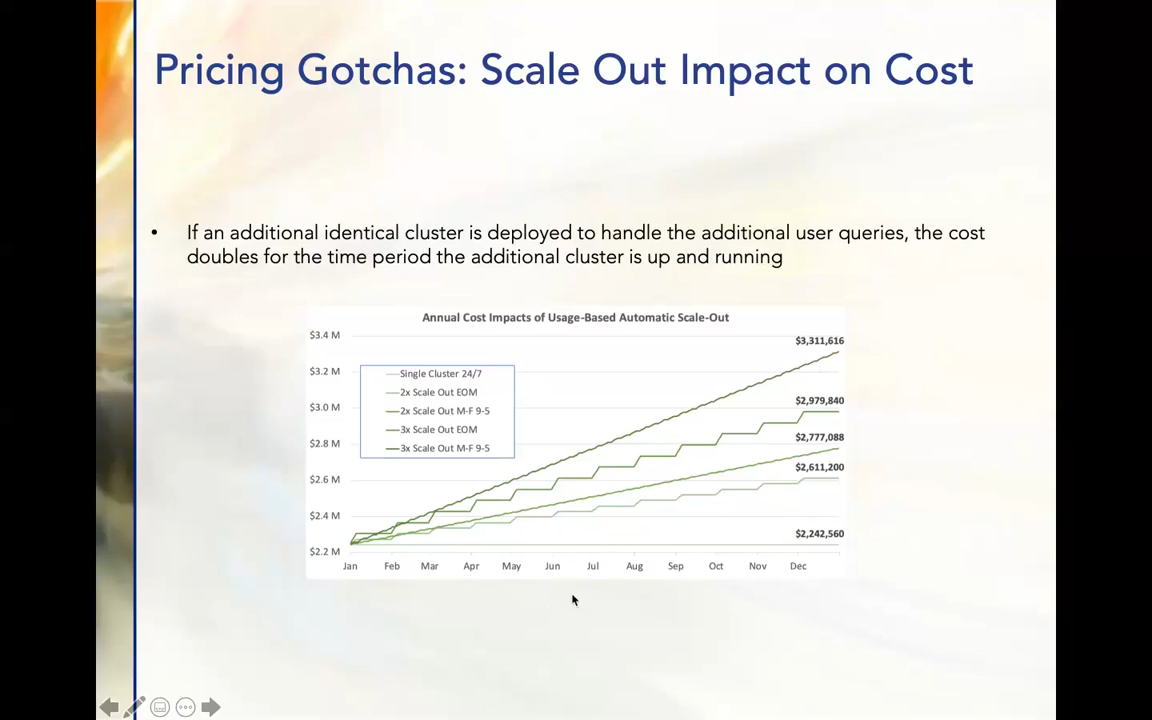 Pricing Gotchas: Scale Out Impact on Cost
• If an additional identical cluster is deployed to handle the additional user queries, the cost
doubles for the time period the additional cluster is up and running
Annual Cost Impacts of Usage-Based Automatic Scale-Out
$3.4 M
$3.2 M
$3.0 M
$2.8 M
$2.6 M
$2.4 M
$2.2 M
Single Cluster 24/7
2x Scale Out EOM
2x Scale Out M-F 9-5
3x Scale Out EOM
3x Scale Out M-F 9-5
$3,311,616
$2,979,840
$2,777,088
$2,611,200
$2,242,560
Jan Feb Mar Apr May Jun Jul Aug Sep Oct Nov Dec